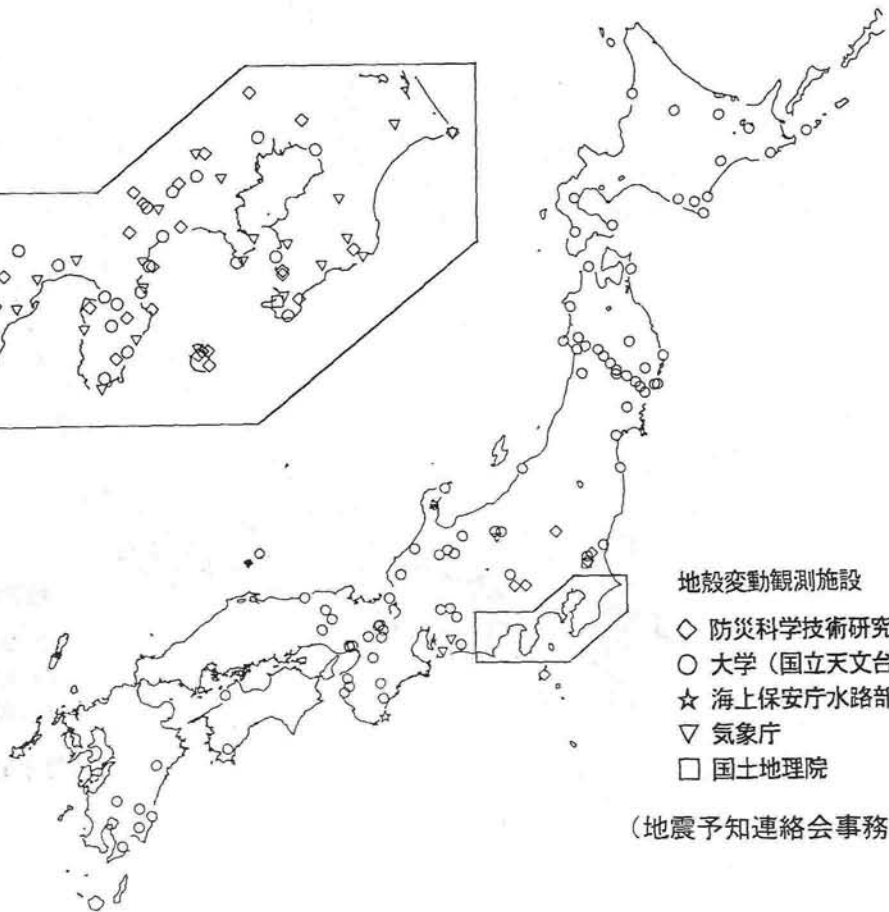 地殻変動観測施設
◇ 防災科学技術研究
○ 大学（国立天文台
☆ 海上保安庁水路部
▽ 気象庁
□ 国土地理院
（地震予知連絡会事務